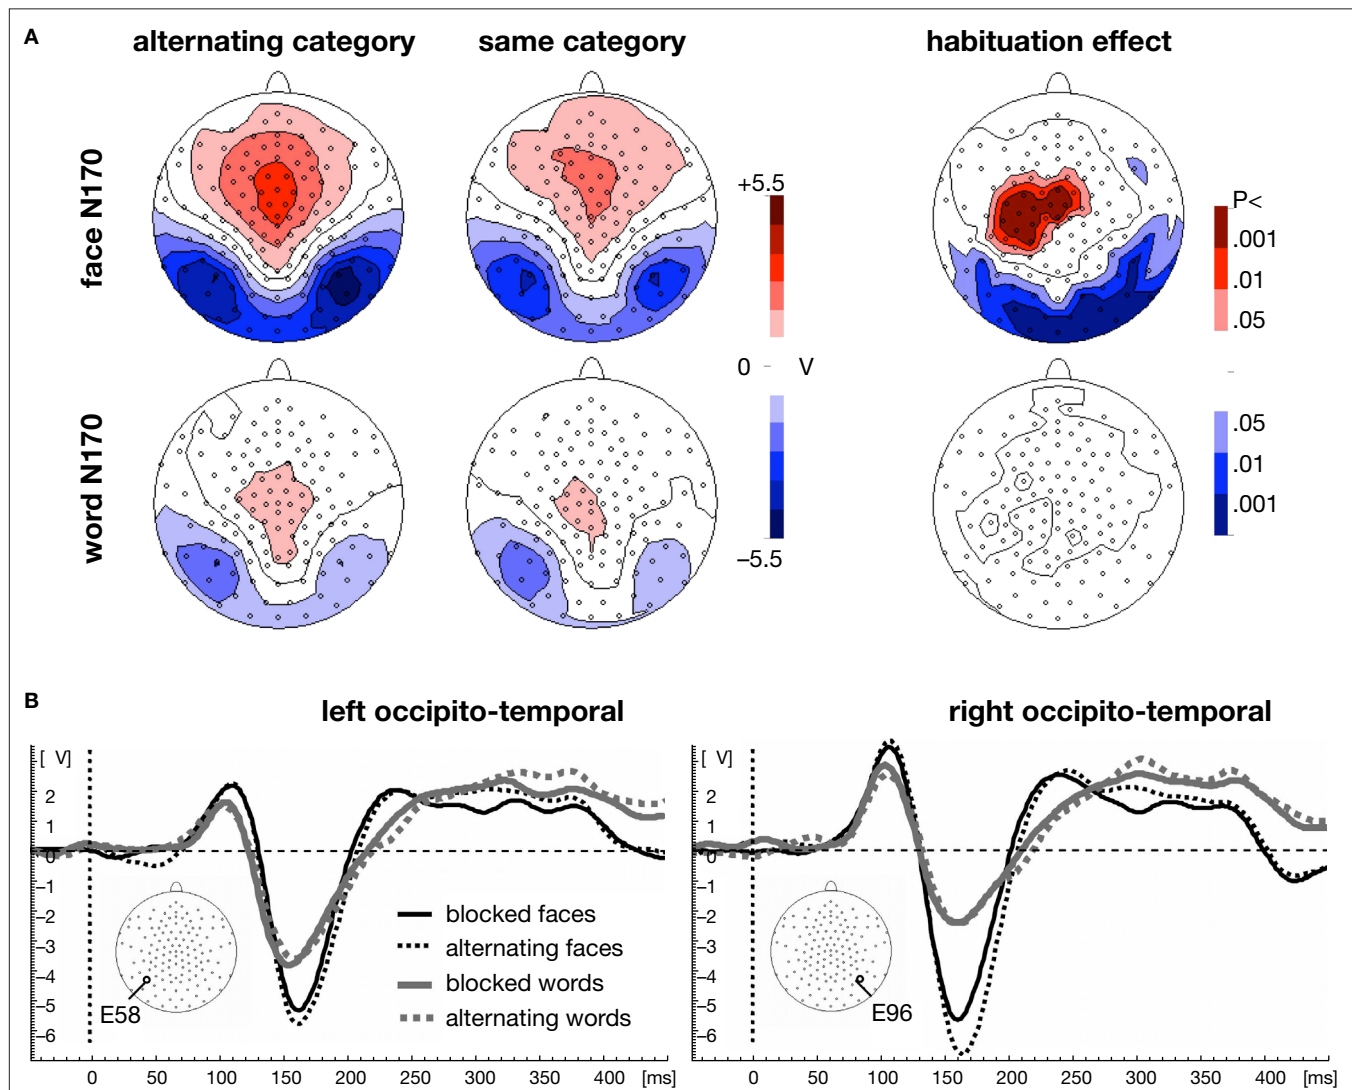 A
alternating category
same category
habituation effect
face N170
+5.5
0
V
−5.5
P<
.001
.01
.05
.05
.01
.001
word N170
B
left occipito-temporal
right occipito-temporal
[ V]
2
1
0
−1
−2
−3
−4
−5
−6
E58
blocked faces
alternating faces
blocked words
alternating words
0 50 100 150 200 250 300 350 400 [ms]
[ V]
2
1
0
−1
−2
−3
−4
−5
−6
E96
0 50 100 150 200 250 300 350 400 [ms]